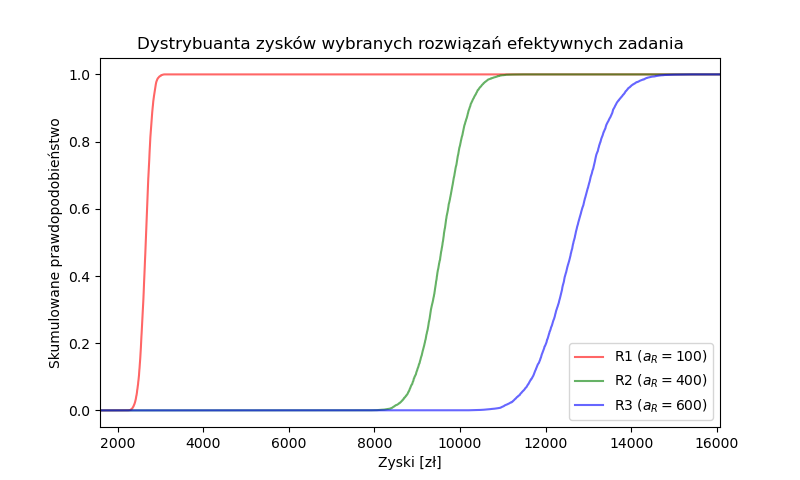 Dystrybuanta zysków wybranych rozwiązań efektywnych zadania
Skumulowane prawdopodobieństwo
1.0
0.8
0.6
0.4
0.2
0.0
R1 (a_R = 100)
R2 (a_R = 400)
R3 (a_R = 600)
2000 4000 6000 8000 10000 12000 14000 16000
Zyski [zł]